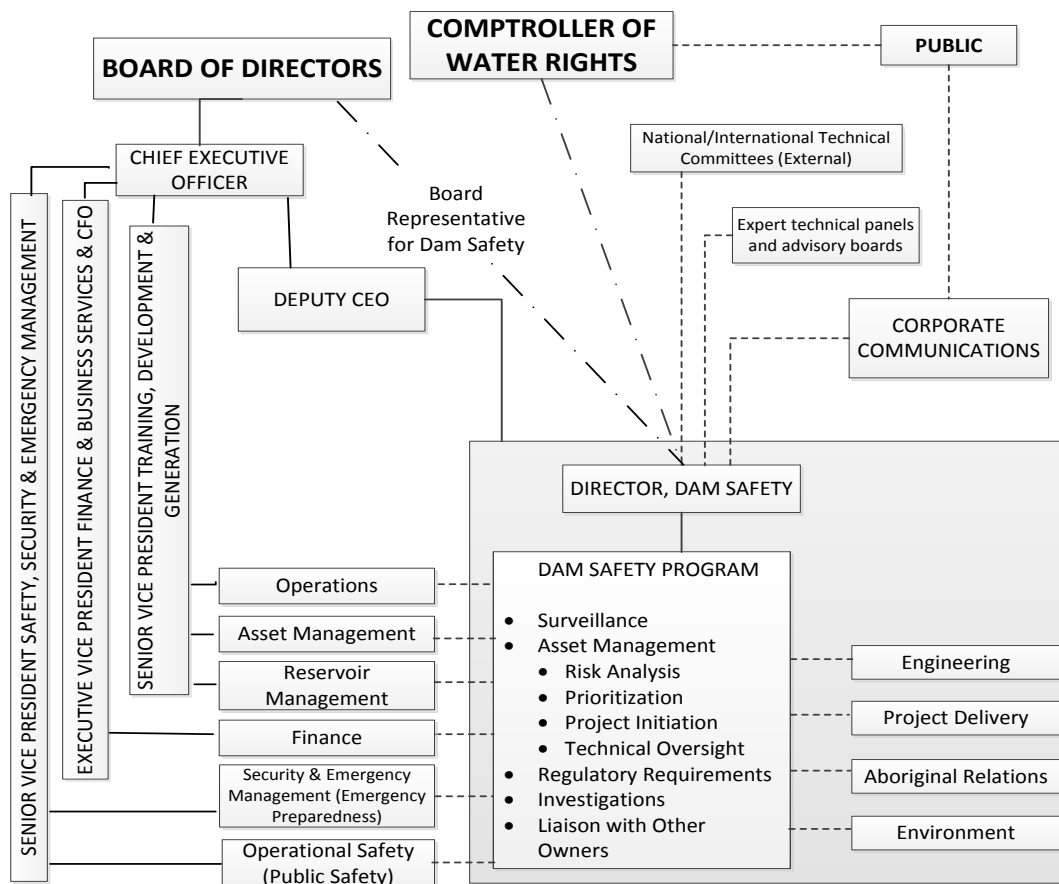 COMPTROLLER OF
WATER RIGHTS
PUBLIC
BOARD OF DIRECTORS
National/International Technical
Committees (External)
CHIEF EXECUTIVE
OFFICER
Board
Representative
for Dam Safety
Expert technical panels
and advisory boards
DEPUTY CEO
CORPORATE
COMMUNICATIONS
SENIOR VICE PRESIDENT SAFETY, SECURITY & EMERGENCY MANAGEMENT
EXECUTIVE VICE PRESIDENT FINANCE & BUSINESS SERVICES & CFO
SENIOR VICE PRESIDENT TRAINING, DEVELOPMENT &
GENERATION
DIRECTOR, DAM SAFETY
Operations
Asset Management
Reservoir
Management
Finance
Security & Emergency
Management (Emergency
Preparedness)
Operational Safety
(Public Safety)
DAM SAFETY PROGRAM
• Surveillance
• Asset Management
• Risk Analysis
• Prioritization
• Project Initiation
• Technical Oversight
• Regulatory Requirements
• Investigations
• Liaison with Other
Owners
Engineering
Project Delivery
Aboriginal Relations
Environment